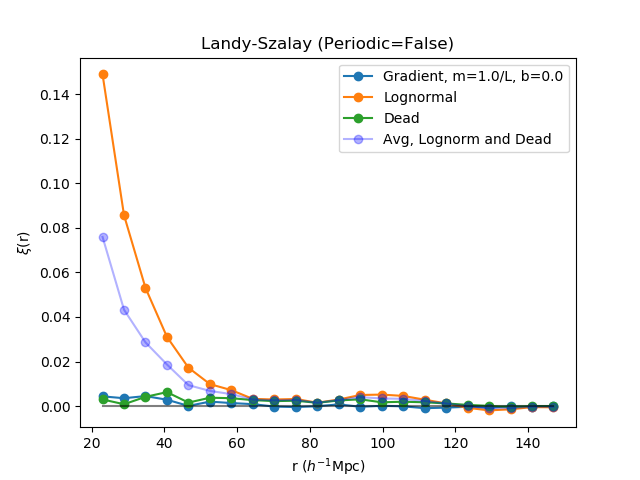 Landy-Szalay (Periodic=False)
Gradient, m=1.0/L, b=0.0
Lognormal
Dead
Avg, Lognorm and Dead
0.14
0.12
0.10
0.08
0.06
0.04
0.02
0.00
ξ(r)
20 40 60 80 100 120 140
r (h⁻¹Mpc)